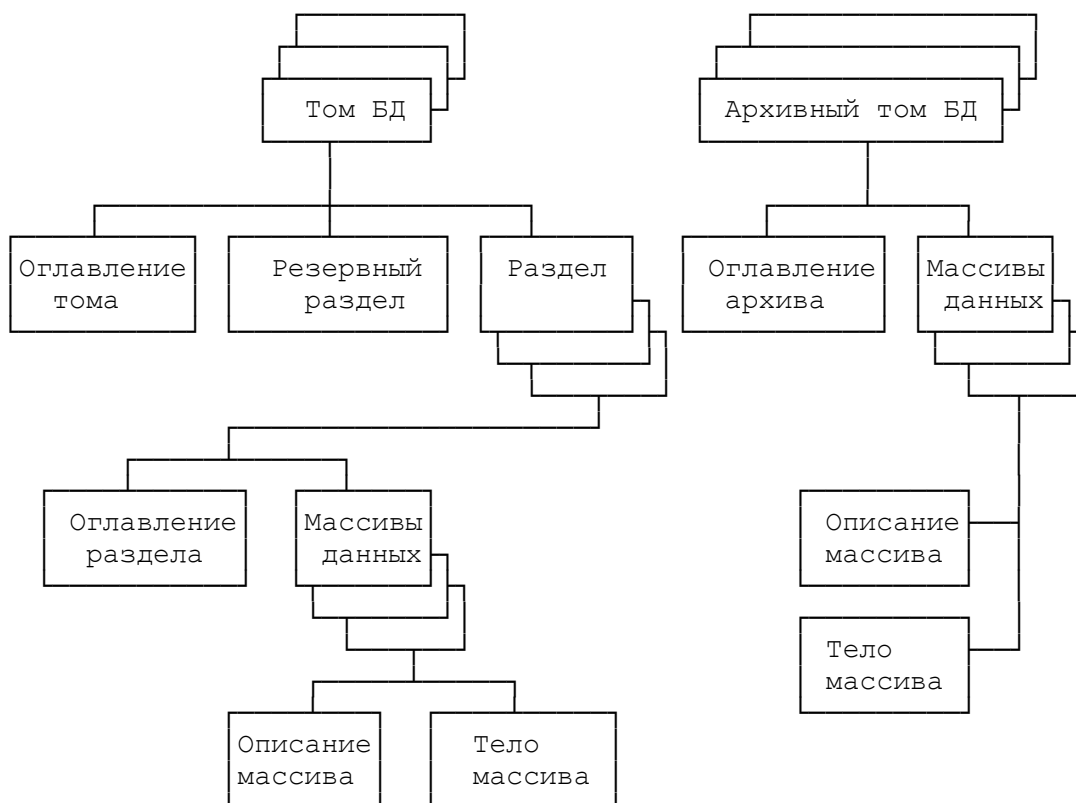 Том БД
Архивный том БД
Оглавление
тома
Резервный
раздел
Раздел
Оглавление
архива
Массивы
данных
Оглавление
раздела
Массивы
данных
Описание
массива
Тело
массива
Описание
массива
Тело
массива